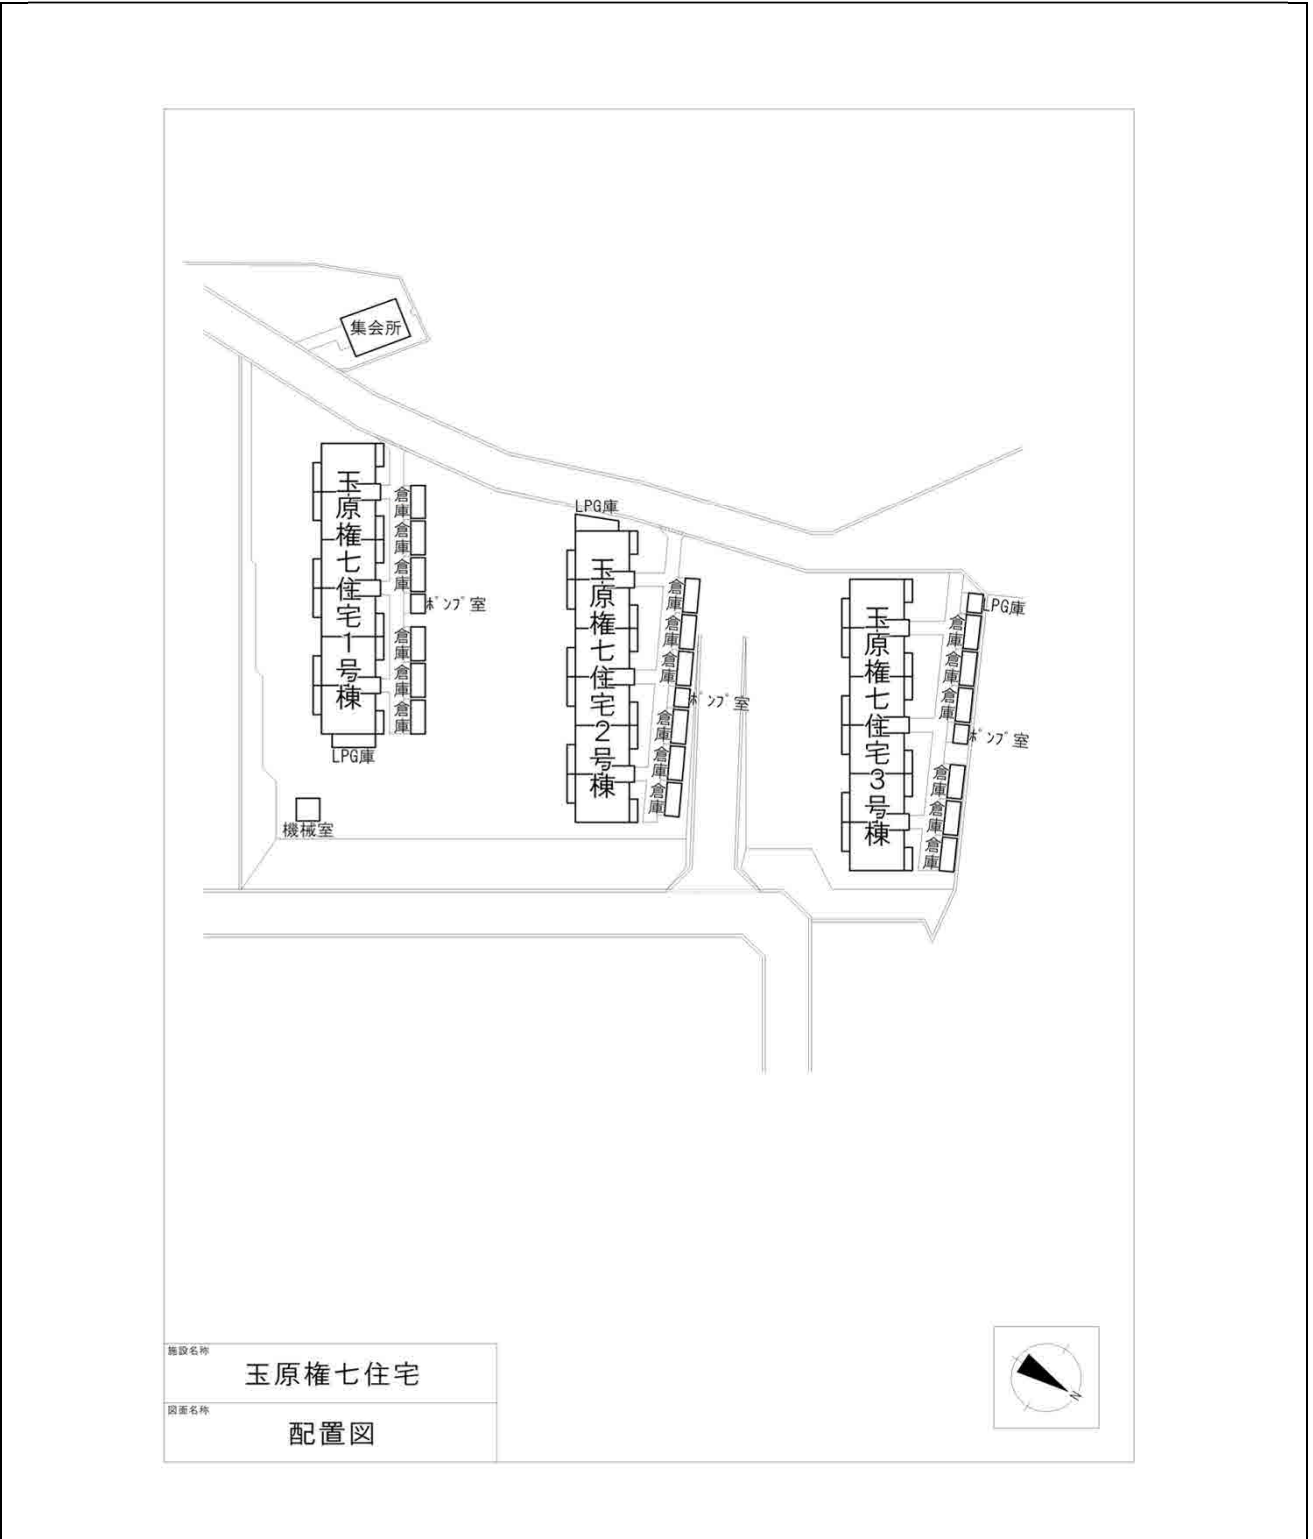 集会所
玉原権七住宅1号棟
倉庫
倉庫
倉庫
ポンプ室
倉庫
倉庫
倉庫
LPG庫
機械室
LPG庫
玉原権七住宅2号棟
倉庫
倉庫
倉庫
ポンプ室
倉庫
倉庫
倉庫
玉原権七住宅3号棟
LPG庫
倉庫
倉庫
倉庫
ポンプ室
倉庫
倉庫
倉庫
施設名称
玉原権七住宅
図面名称
配置図
N